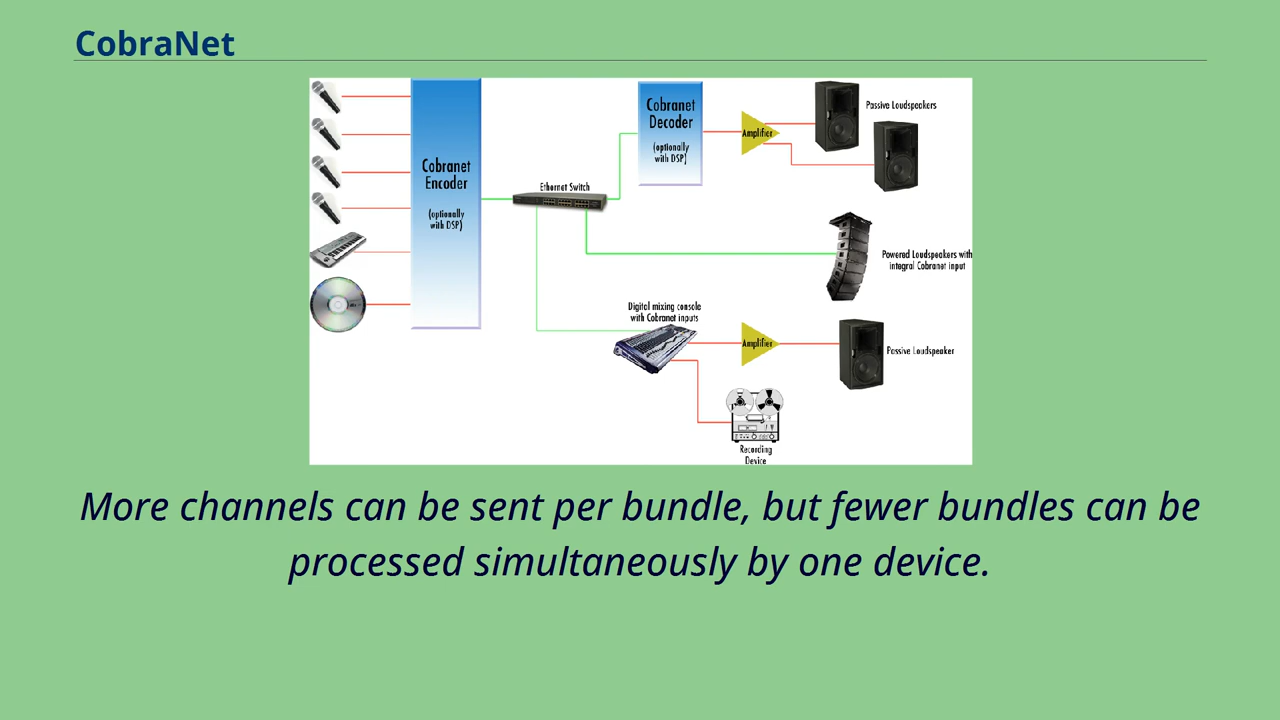 CobraNet
Cobranet
Encoder
(optionally
with DSP)
Ethernet Switch
Cobranet
Decoder
(optionally
with DSP)
Amplifier
Passive Loudspeakers
Powered Loudspeakers with
integral Cobranet input
Digital mixing console
with Cobranet inputs
Amplifier
Passive Loudspeaker
Recording
Device
More channels can be sent per bundle, but fewer bundles can be
processed simultaneously by one device.